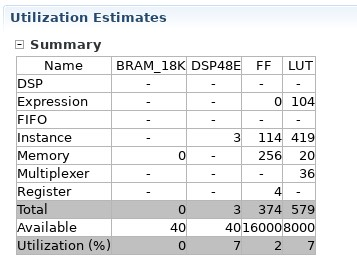 Utilization Estimates
Summary
Name BRAM_18K DSP48E FF LUT
DSP - - - -
Expression - - 0 104
FIFO - - - -
Instance - 3 114 419
Memory 0 - 256 20
Multiplexer - - - 36
Register - - 4 -
Total 0 3 374 579
Available 40 40 16000 8000
Utilization (%) 0 7 2 7